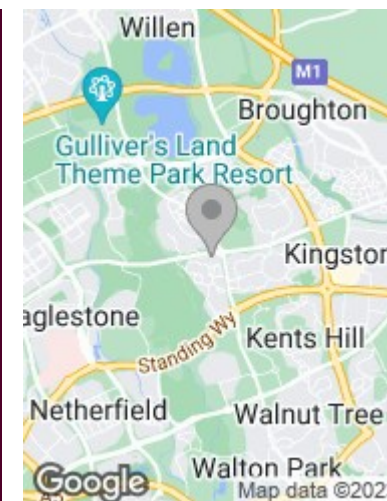 Willen
M1
Broughton
Gulliver's Land
Theme Park Resort
Kingstor
aglestone
Standing Wy
Kents Hill
Netherfield
Walnut Tree
Walton Park
Google
Map data ©202